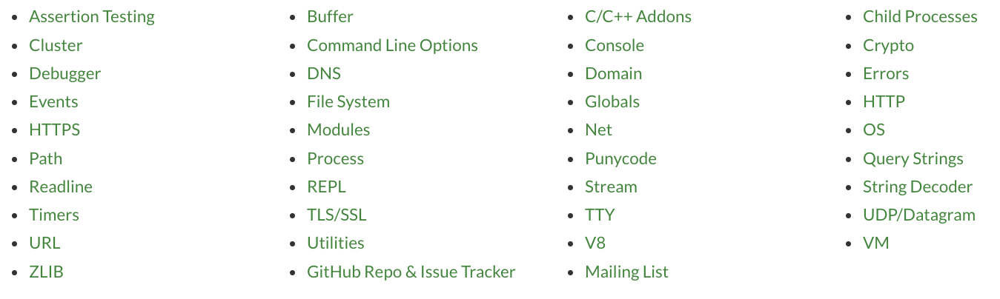 Assertion Testing
Buffer
C/C++ Addons
Child Processes
Cluster
Command Line Options
Console
Crypto
Debugger
DNS
Domain
Errors
Events
File System
Globals
HTTP
HTTPS
Modules
Net
OS
Path
Process
Punycode
Query Strings
Readline
REPL
Stream
String Decoder
Timers
TLS/SSL
TTY
UDP/Datagram
URL
Utilities
V8
VM
ZLIB
GitHub Repo & Issue Tracker
Mailing List